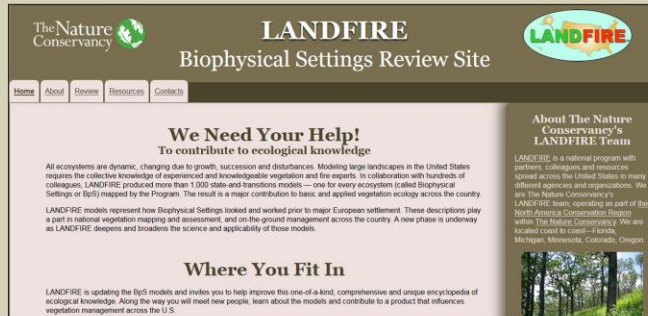 The Nature
Conservancy
LANDFIRE
Biophysical Settings Review Site
LANDFIRE
Home About Review Resources Contacts
We Need Your Help!
To contribute to ecological knowledge
All ecosystems are dynamic, changing due to growth, succession and disturbances. Modeling large landscapes in the United States
requires the collective knowledge of experienced and knowledgeable vegetation and fire experts. In collaboration with hundreds of
colleagues, LANDFIRE produced more than 1,000 state-and-transitions models — one for every ecosystem (called Biophysical
Settings or BpS) mapped by the Program. The result is a major contribution to basic and applied vegetation ecology across the country.
LANDFIRE models represent how Biophysical Settings looked and worked prior to major European settlement. These descriptions play
a part in national vegetation mapping and assessment, and on-the-ground management across the country. A new phase is underway
as LANDFIRE deepens and broadens the science and applicability of those models.
Where You Fit In
LANDFIRE is updating the BpS models and invites you to help improve this one-of-a-kind, comprehensive and unique encyclopedia of
ecological knowledge. Along the way you will meet new people, learn about the models and contribute to a product that influences
vegetation management across the U.S.
About The Nature
Conservancy's
LANDFIRE Team
LANDFIRE is a national program with
partners, colleagues and resources
spread across the United States in many
different agencies and organizations. We
are The Nature Conservancy's
LANDFIRE team, operating as part of the
North America Conservation Region
within The Nature Conservancy. We are
located coast to coast—Florida,
Michigan, Minnesota, Colorado, Oregon.